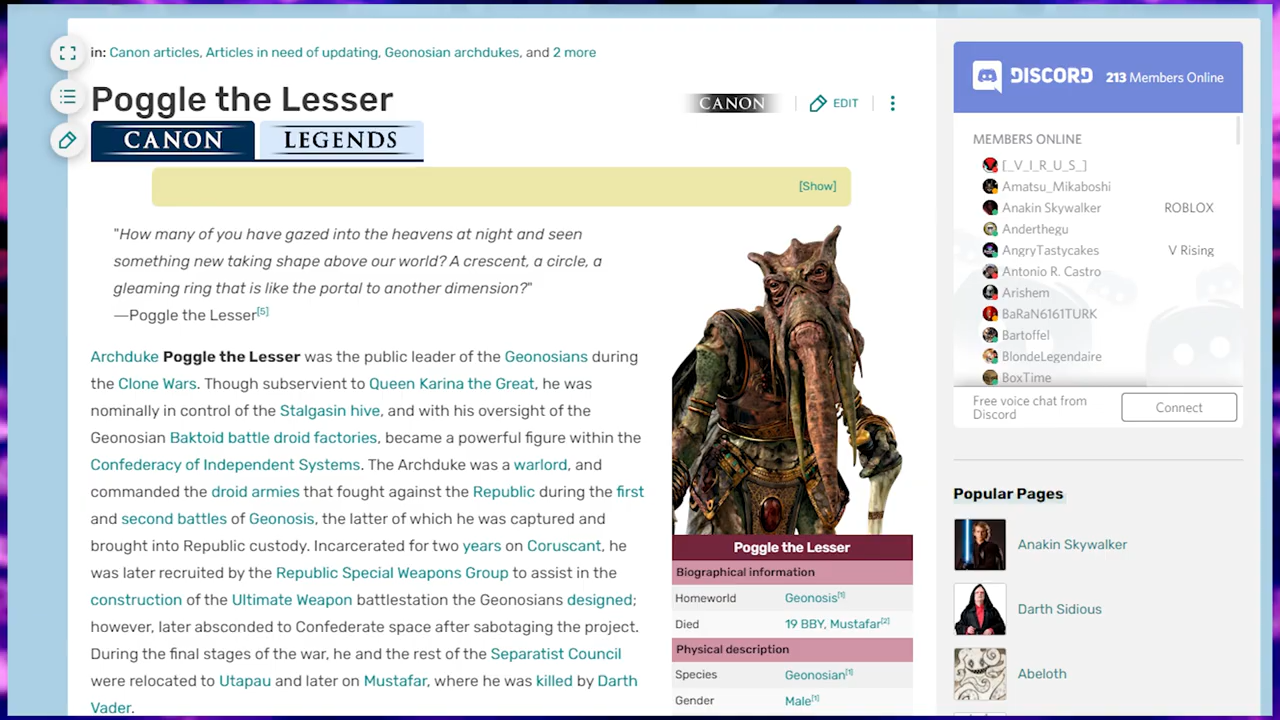 in: Canon articles, Articles in need of updating, Geonosian archdukes, and 2 more
Poggle the Lesser
CANON
EDIT
CANON
LEGENDS
[Show]
"How many of you have gazed into the heavens at night and seen
something new taking shape above our world? A crescent, a circle, a
gleaming ring that is like the portal to another dimension?"
—Poggle the Lesser[5]
Archduke Poggle the Lesser was the public leader of the Geonosians during
the Clone Wars. Though subservient to Queen Karina the Great, he was
nominally in control of the Stalgasin hive, and with his oversight of the
Geonosian Baktoid battle droid factories, became a powerful figure within the
Confederacy of Independent Systems. The Archduke was a warlord, and
commanded the droid armies that fought against the Republic during the first
and second battles of Geonosis, the latter of which he was captured and
brought into Republic custody. Incarcerated for two years on Coruscant, he
was later recruited by the Republic Special Weapons Group to assist in the
construction of the Ultimate Weapon battlestation the Geonosians designed;
however, later absconded to Confederate space after sabotaging the project.
During the final stages of the war, he and the rest of the Separatist Council
were relocated to Utapau and later on Mustafar, where he was killed by Darth
Vader.
Poggle the Lesser
Biographical information
Homeworld Geonosis[1]
Died 19 BBY, Mustafar[2]
Physical description
Species Geonosian[1]
Gender Male[1]
DISCORD 213 Members Online
MEMBERS ONLINE
[_V_I_R_U_S_]
Amatsu_Mikaboshi
Anakin Skywalker ROBLOX
Anderthegu
AngryTastycakes V Rising
Antonio R. Castro
Arishem
BaRaN6161TURK
Bartoffel
BlondeLegendaire
BoxTime
Free voice chat from
Discord
Connect
Popular Pages
Anakin Skywalker
Darth Sidious
Abeloth